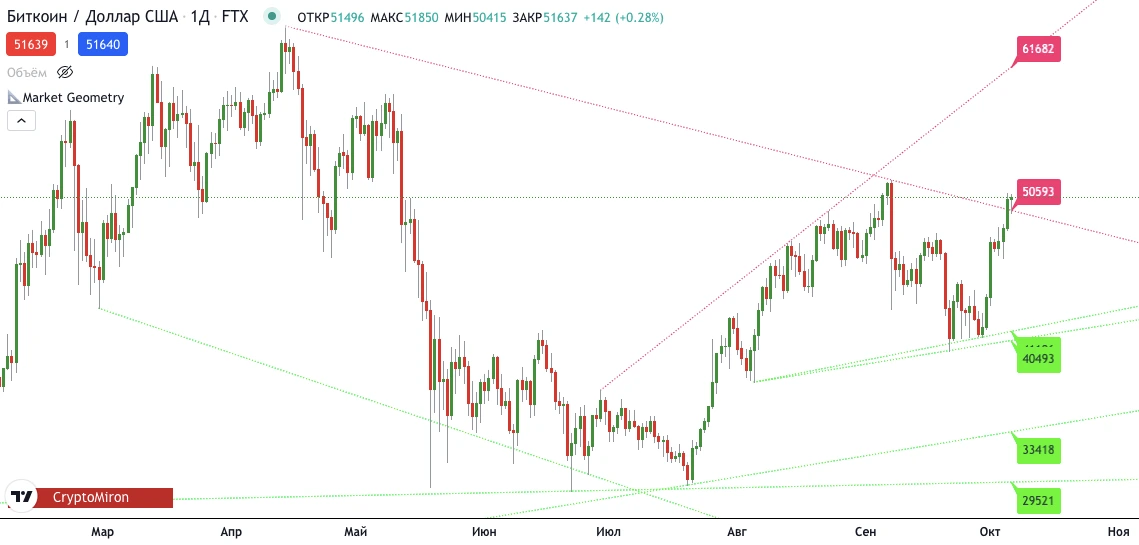 Биткоин / Доллар США · 1Д · FTX ОТКР51496 МАКС51850 МИН50415 ЗАКР51637 +142 (+0.28%)
51639 1 51640
Объём
Market Geometry
61682
50593
40493
33418
29521
CryptoMiron
Мар Апр Май Июн Июл Авг Сен Окт Ноя